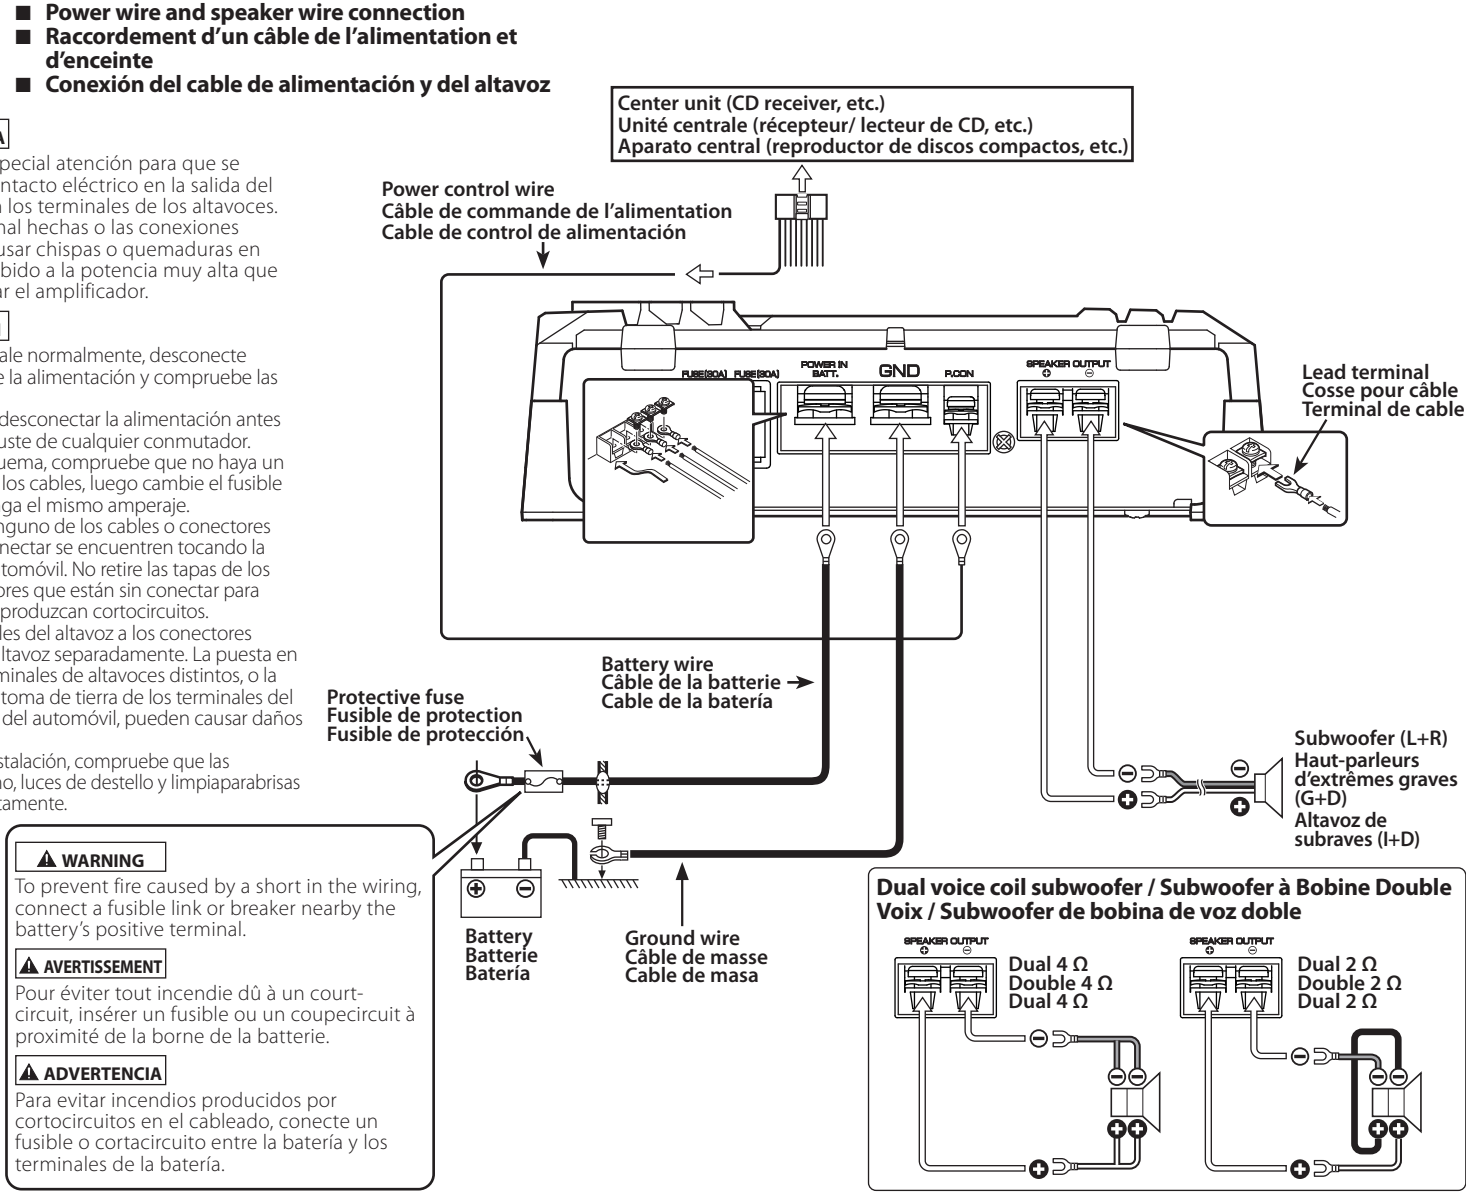 ■ Power wire and speaker wire connection
■ Raccordement d'un câble de l'alimentation et
d'enceinte
■ Conexión del cable de alimentación y del altavoz
A
pecial atención para que se
ntacto eléctrico en la salida del
los terminales de los altavoces.
nal hechas o las conexiones
usar chispas o quemaduras en
bido a la potencia muy alta que
ar el amplificador.
ale normalmente, desconecte
e la alimentación y compruebe las
desconectar la alimentación antes
uste de cualquier conmutador.
uema, compruebe que no haya un
los cables, luego cambie el fusible
ga el mismo amperaje.
nguno de los cables o conectores
nectar se encuentren tocando la
utomóvil. No retire las tapas de los
ores que están sin conectar para
produzcan cortocircuitos.
les del altavoz a los conectores
ltavoz separadamente. La puesta en
minales de altavoces distintos, o la
toma de tierra de los terminales del
del automóvil, pueden causar daños
stalación, compruebe que las
no, luces de destello y limpiaparabrisas
tamente.
Center unit (CD receiver, etc.)
Unité centrale (récepteur/ lecteur de CD, etc.)
Aparato central (reproductor de discos compactos, etc.)
Power control wire
Câble de commande de l'alimentation
Cable de control de alimentación
FUSE(30A) FUSE(30A)
POWER IN
BATT.
GND
P.CON
SPEAKER OUTPUT
⊕ ⊖
Lead terminal
Cosse pour câble
Terminal de cable
Battery wire
Câble de la batterie
Cable de la batería
Protective fuse
Fusible de protection
Fusible de protección
⊖ ⊖
⊕ ⊕
Subwoofer (L+R)
Haut-parleurs
d'extrêmes graves
(G+D)
Altavoz de
subraves (I+D)
⊕ ⊖
Battery
Batterie
Batería
Ground wire
Câble de masse
Cable de masa
⚠ WARNING
To prevent fire caused by a short in the wiring,
connect a fusible link or breaker nearby the
battery's positive terminal.
⚠ AVERTISSEMENT
Pour éviter tout incendie dû à un court-
circuit, insérer un fusible ou un coupecircuit à
proximité de la borne de la batterie.
⚠ ADVERTENCIA
Para evitar incendios producidos por
cortocircuitos en el cableado, conecte un
fusible o cortacircuito entre la batería y los
terminales de la batería.
Dual voice coil subwoofer / Subwoofer à Bobine Double
Voix / Subwoofer de bobina de voz doble
SPEAKER OUTPUT
⊕ ⊖
Dual 4 Ω
Double 4 Ω
Dual 4 Ω
⊖
⊖⊖
⊕⊕
⊕
SPEAKER OUTPUT
⊕ ⊖
Dual 2 Ω
Double 2 Ω
Dual 2 Ω
⊖
⊖⊖
⊕⊕
⊕